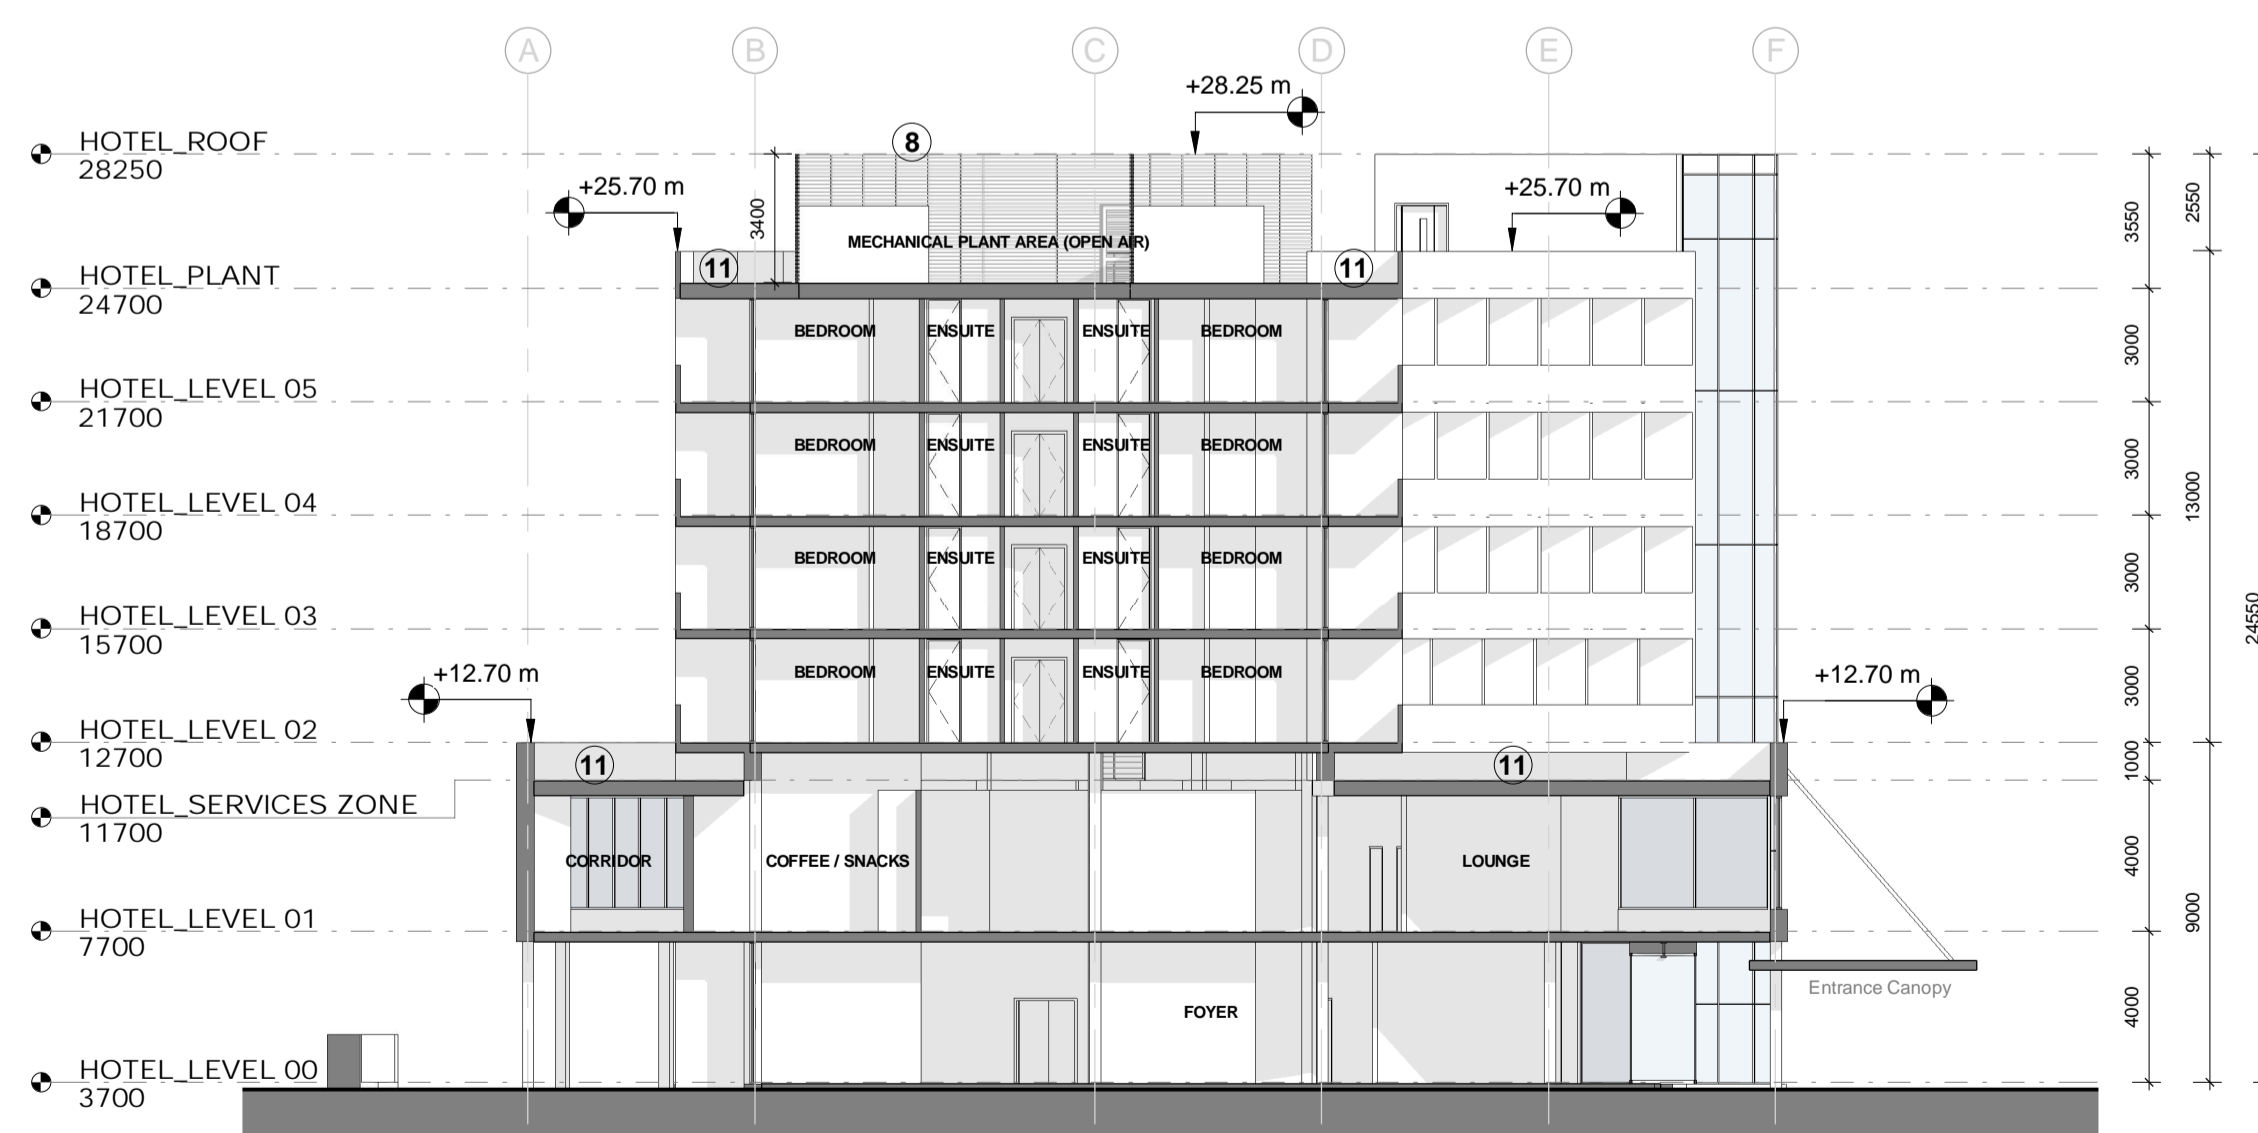 A B C D E F
+28.25 m
HOTEL_ROOF
28250
8
+25.70 m
+25.70 m
3400
MECHANICAL PLANT AREA (OPEN AIR)
11
11
HOTEL_PLANT
24700
BEDROOM ENSUITE ENSUITE BEDROOM
HOTEL_LEVEL 05
21700
BEDROOM ENSUITE ENSUITE BEDROOM
HOTEL_LEVEL 04
18700
BEDROOM ENSUITE ENSUITE BEDROOM
HOTEL_LEVEL 03
15700
BEDROOM ENSUITE ENSUITE BEDROOM
+12.70 m
+12.70 m
HOTEL_LEVEL 02
12700
11
11
HOTEL_SERVICES ZONE
11700
CORRIDOR COFFEE / SNACKS LOUNGE
HOTEL_LEVEL 01
7700
Entrance Canopy
FOYER
HOTEL_LEVEL 00
3700
3550
3000
3000
3000
3000
1000
4000
4000
2550
13000
9000
24550